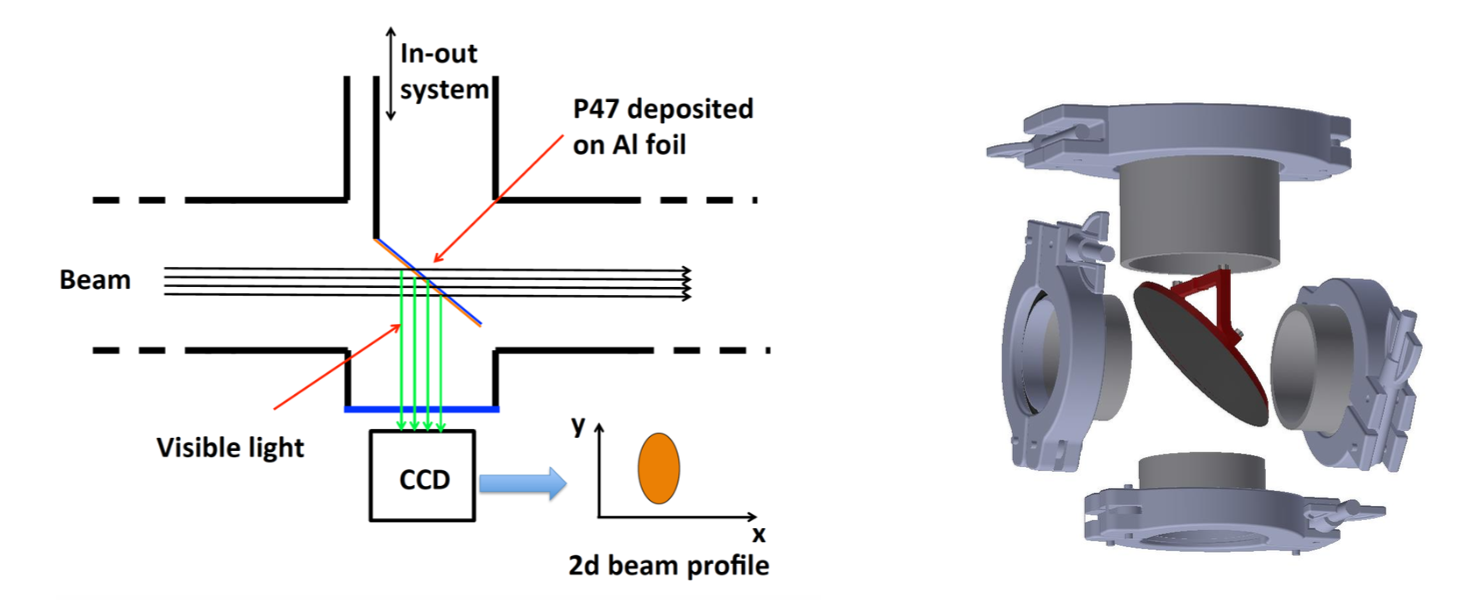 In-out
system
P47 deposited
on Al foil
Beam
Visible light
CCD
y
x
2d beam profile